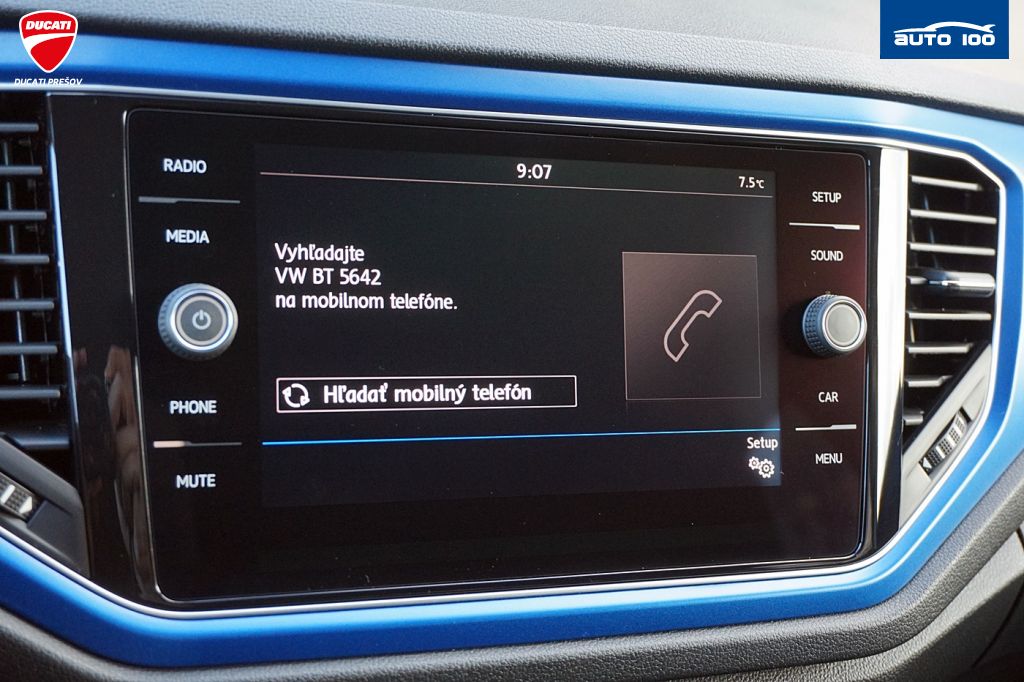 DUCATI
DUCATI PREŠOV
AUTO 100
RADIO
MEDIA
PHONE
MUTE
9:07
7.5°C
Vyhľadajte
VW BT 5642
na mobilnom telefóne.
Hľadať mobilný telefón
Setup
SETUP
SOUND
CAR
MENU